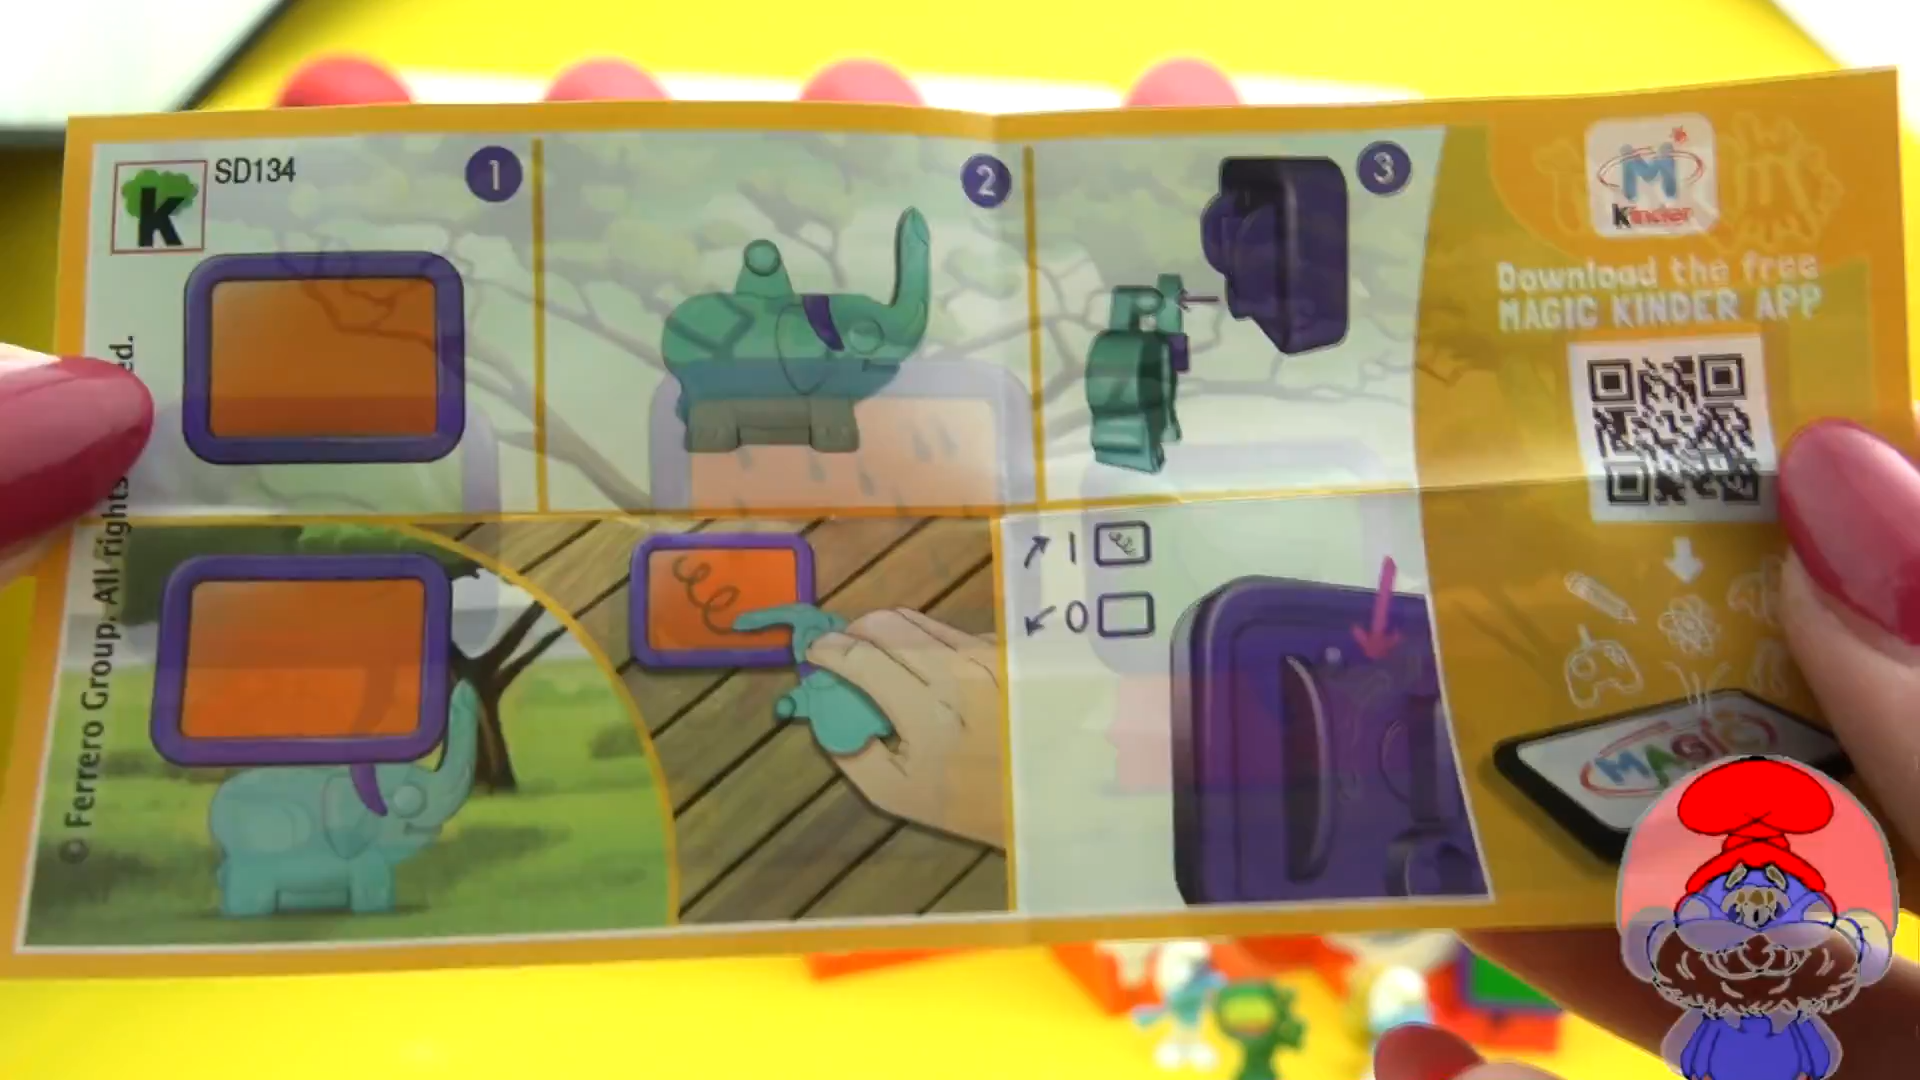 K
SD134
1
2
3
M
Kinder
Download the free
MAGIC KINDER APP
1
0
MAGIC
© Ferrero Group. All rights